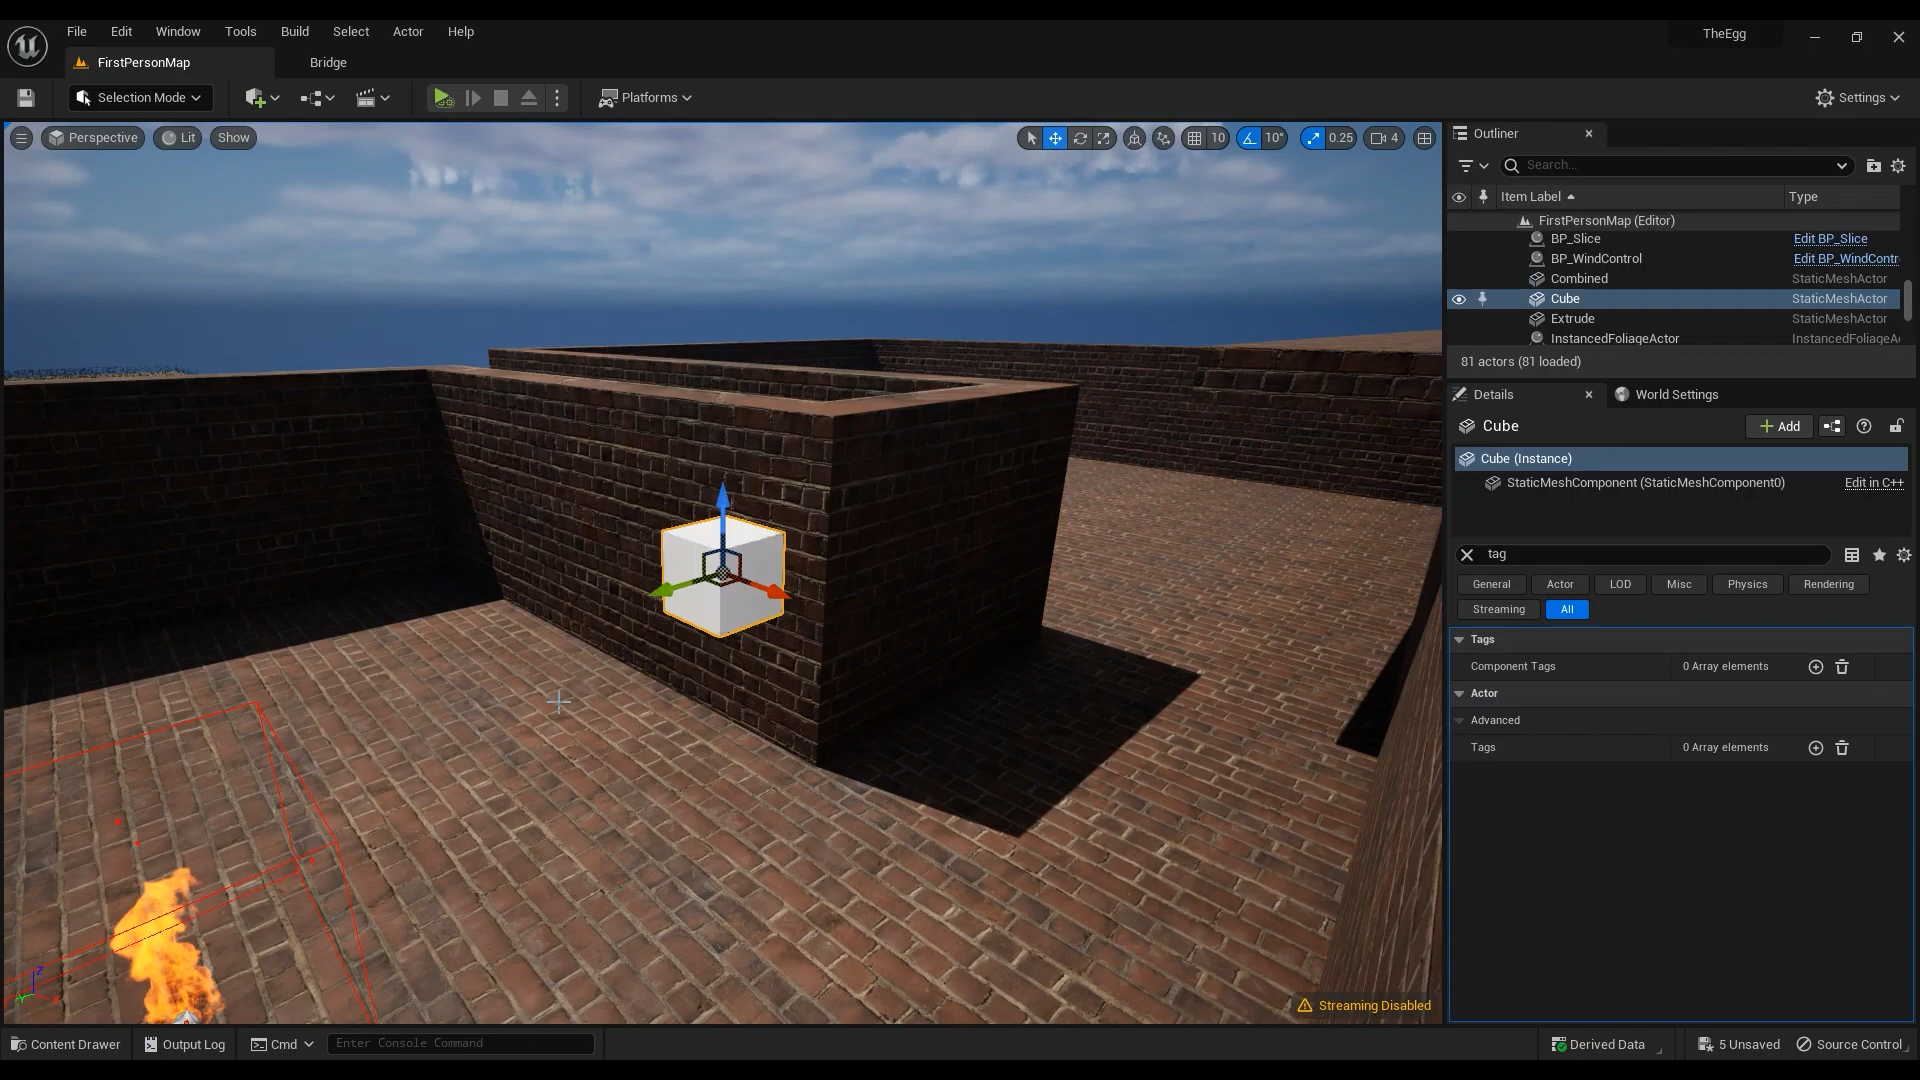 File Edit Window Tools Build Select Actor Help
TheEgg
FirstPersonMap
Bridge
Selection Mode
Platforms
Settings
Perspective
Lit
Show
10
10°
0.25
4
Outliner
Search...
Item Label
Type
FirstPersonMap (Editor)
BP_Slice Edit BP_Slice
BP_WindControl Edit BP_WindContr
Combined StaticMeshActor
Cube StaticMeshActor
Extrude StaticMeshActor
InstancedFoliageActor InstancedFoliageA
81 actors (81 loaded)
Details
World Settings
Cube
Add
Cube (Instance)
StaticMeshComponent (StaticMeshComponent0) Edit in C++
tag
General Actor LOD Misc Physics Rendering
Streaming All
Tags
Component Tags 0 Array elements
Actor
Advanced
Tags 0 Array elements
Z
Streaming Disabled
Content Drawer
Output Log
Cmd
Enter Console Command
Derived Data
5 Unsaved
Source Control